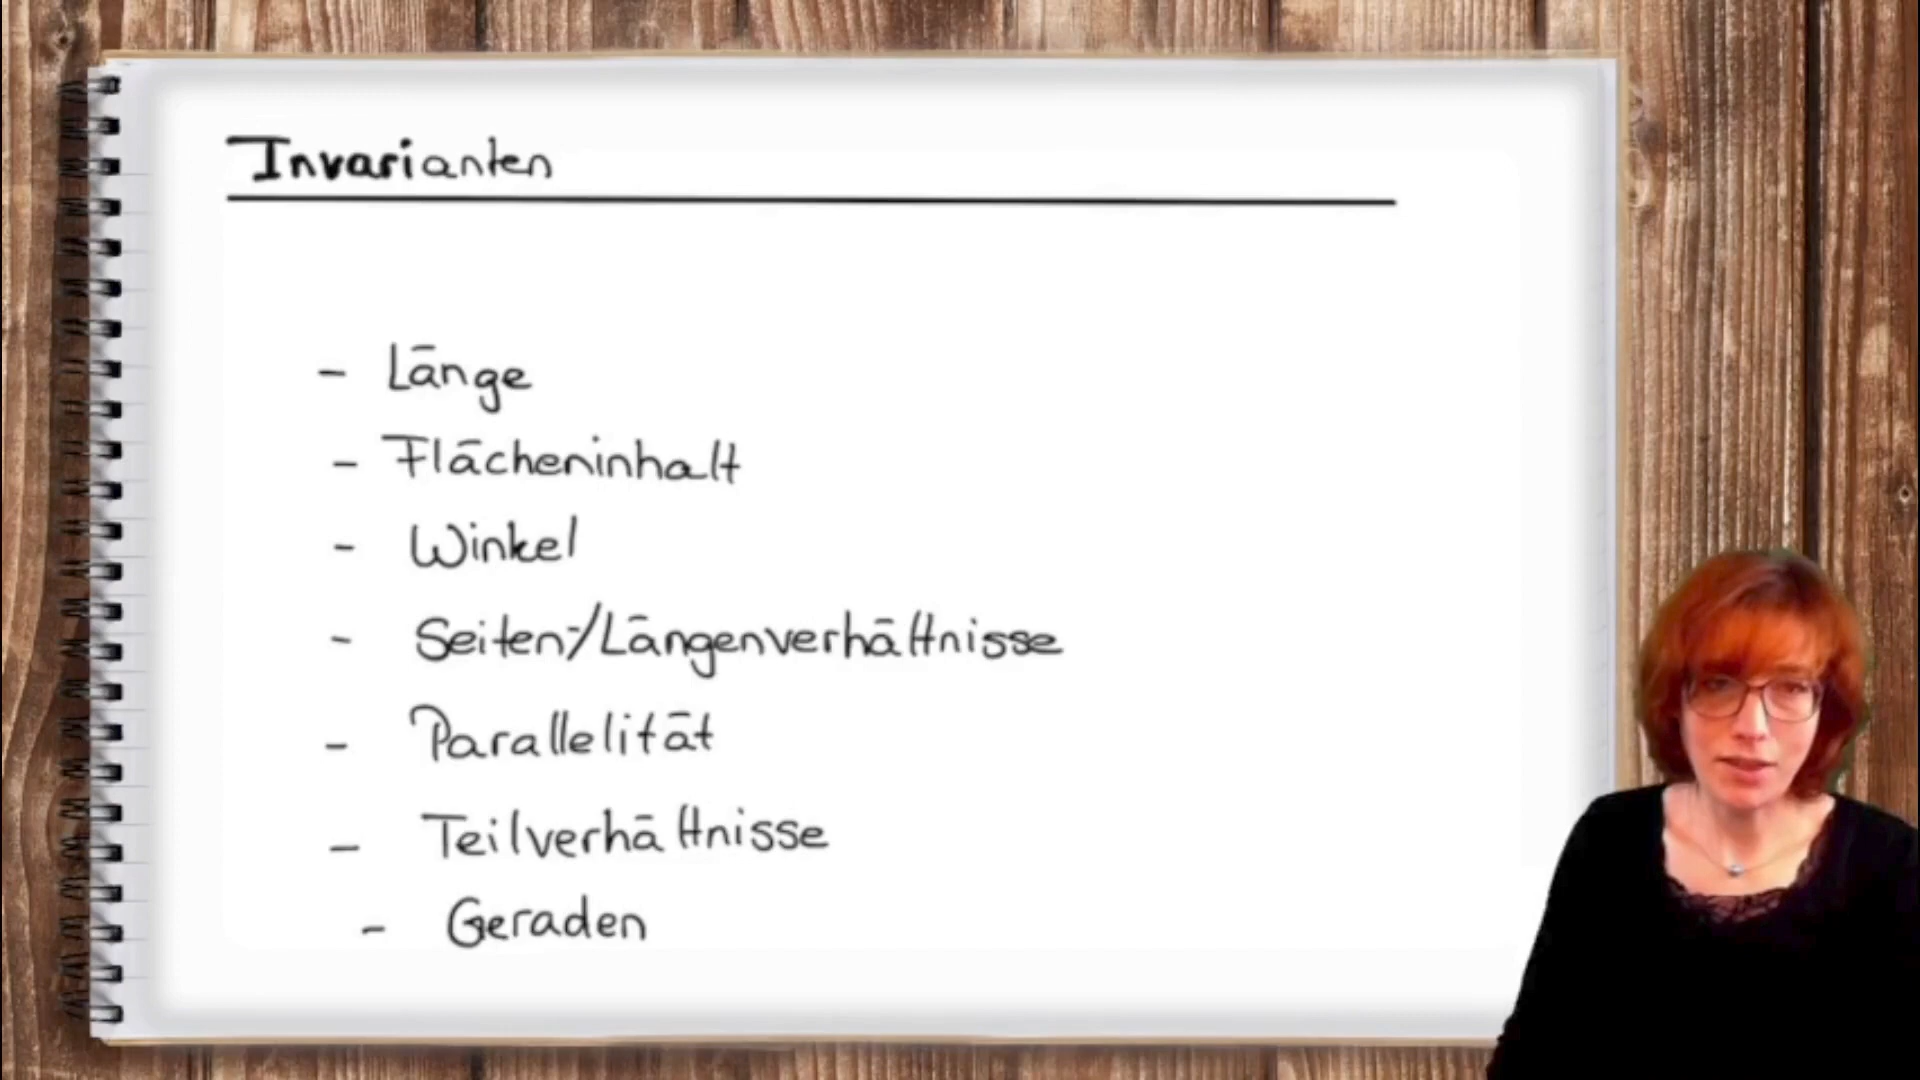 Invarianten
- Länge
- Flächeninhalt
- Winkel
- Seiten-/Längenverhältnisse
- Parallelität
- Teilverhältnisse
- Geraden